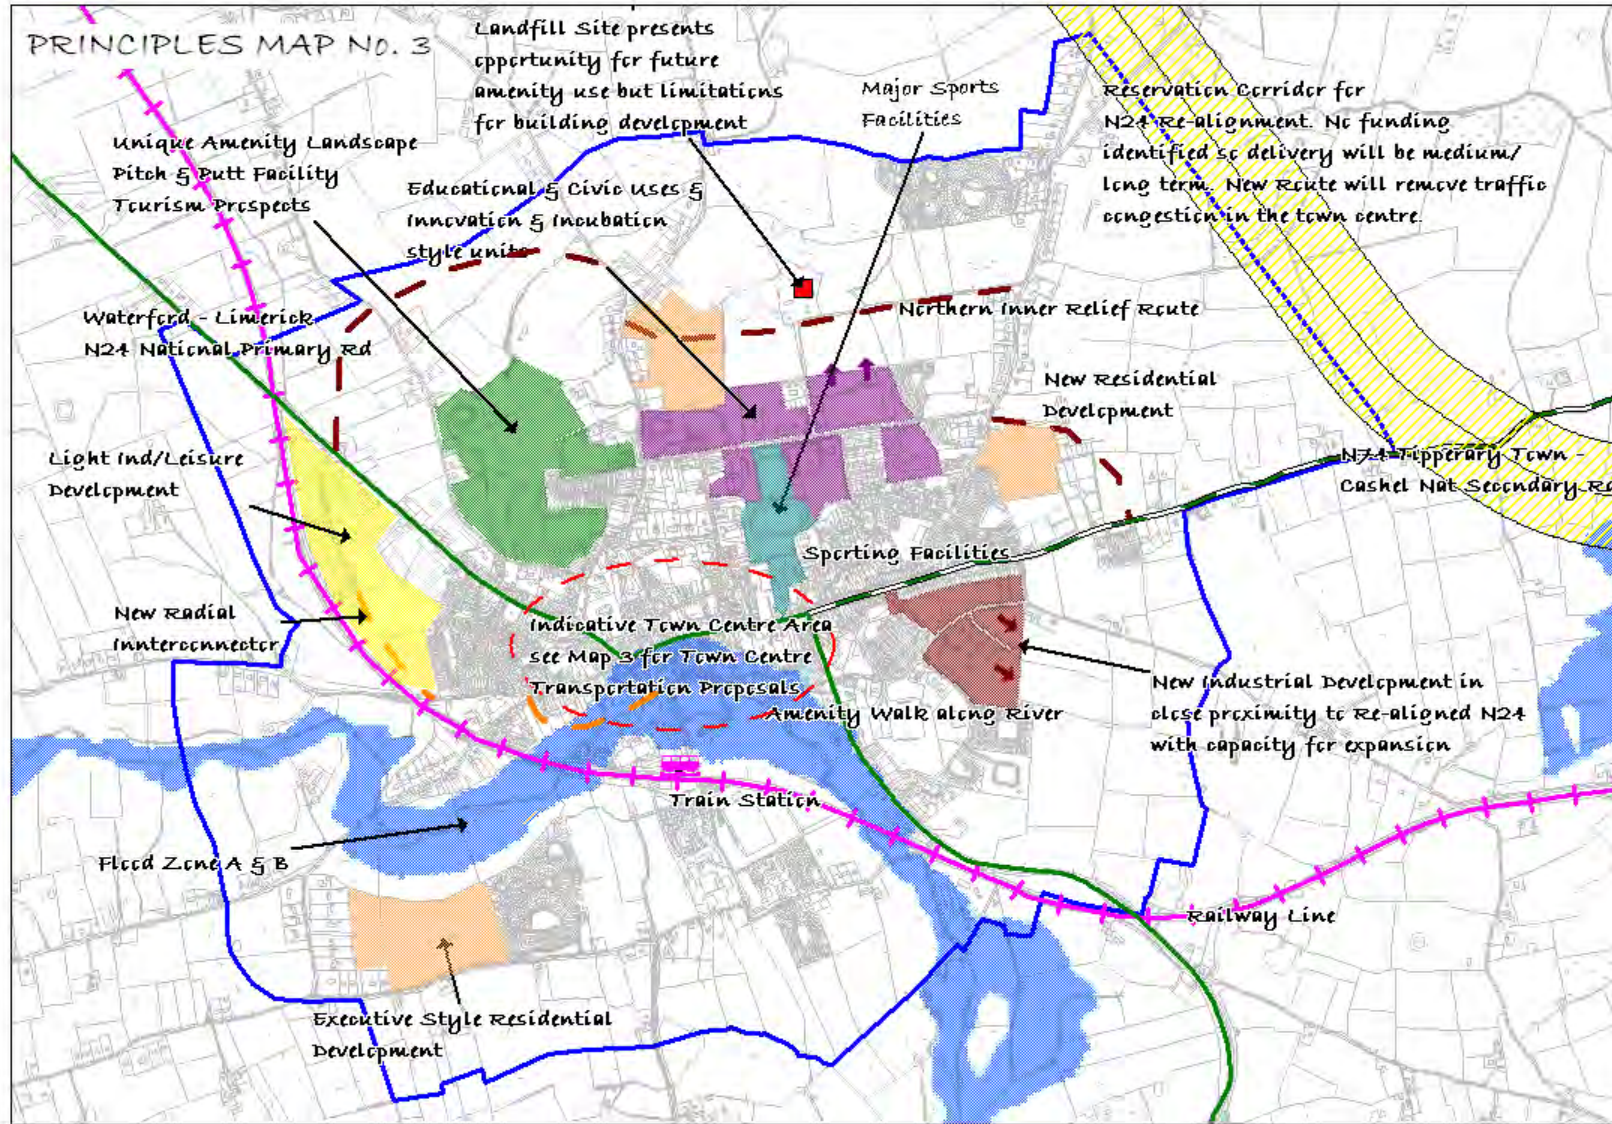 PRINCIPLES MAP No. 3
Landfill Site presents
opportunity for future
amenity use but limitations
for building development
Major Sports
Facilities
Reservation Corridor for
N24 Re-alignment. No funding
identified so delivery will be medium/
long term. New Route will remove traffic
congestion in the town centre.
Unique Amenity Landscape
Pitch & Putt Facility
Tourism Prospects
Educational & Civic Uses &
Innovation & Incubation
style units
Waterford - Limerick
N24 National Primary Rd
Northern Inner Relief Route
New Residential
Development
Light Ind/Leisure
Development
N74 Tipperary Town -
Cashel Nat Secondary Rd
Sporting Facilities
New Radial
Innterconnector
Indicative Town Centre Area
see Map 3 for Town Centre
Transportation Proposals
Amenity Walk along River
New Industrial Development in
close proximity to Re-aligned N24
with capacity for expansion
Train Station
Flood Zone A & B
Railway Line
Executive Style Residential
Development